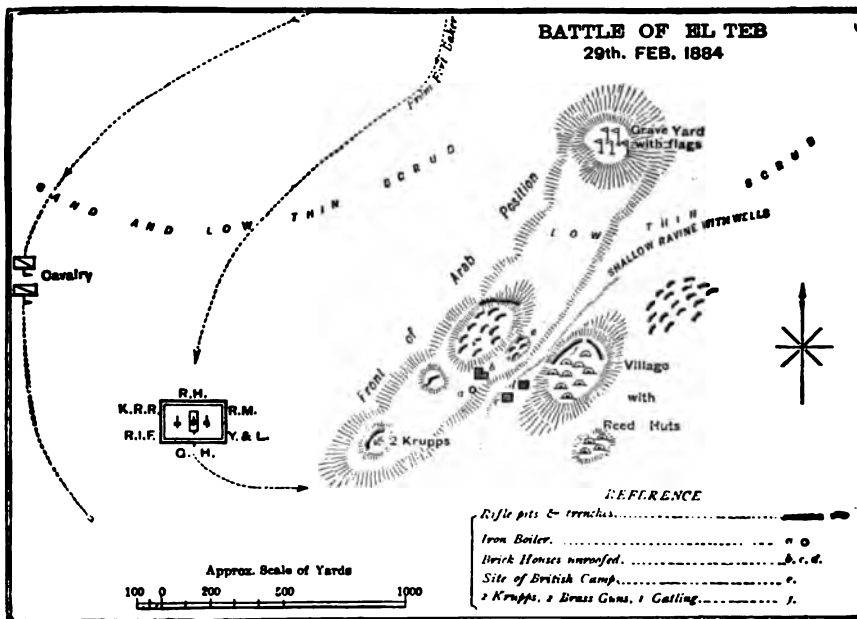 BATTLE OF EL TEB
29th. FEB. 1884
From Fort Baker
Grave Yard
with flags
SAND AND LOW THIN SCRUB
LOW THIN SCRUB
SHALLOW RAVINE WITH WELLS
Front of Arab Position
Cavalry
e
d
a
Village
with
Reed Huts
2 Krupps
R.H.
K.R.R.
R.M.
R.I.F.
Y. & L.
G. H.
REFERENCE
Rifle pits & trenches
Iron Boiler. a
Brick Houses unroofed. b. c. d.
Site of British Camp. e.
2 Krupps, 2 Brass Guns, 1 Gatling. f.
Approx. Scale of Yards
100 0 200 500 1000